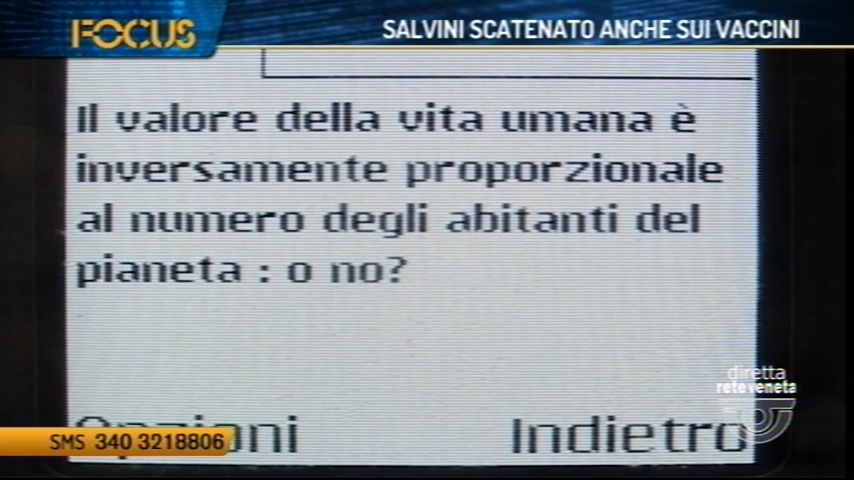 FOCUS
SALVINI SCATENATO ANCHE SUI VACCINI
Il valore della vita umana è
inversamente proporzionale
al numero degli abitanti del
pianeta : o no?
Opzioni
Indietro
SMS 340 3218806
diretta
reteveneta